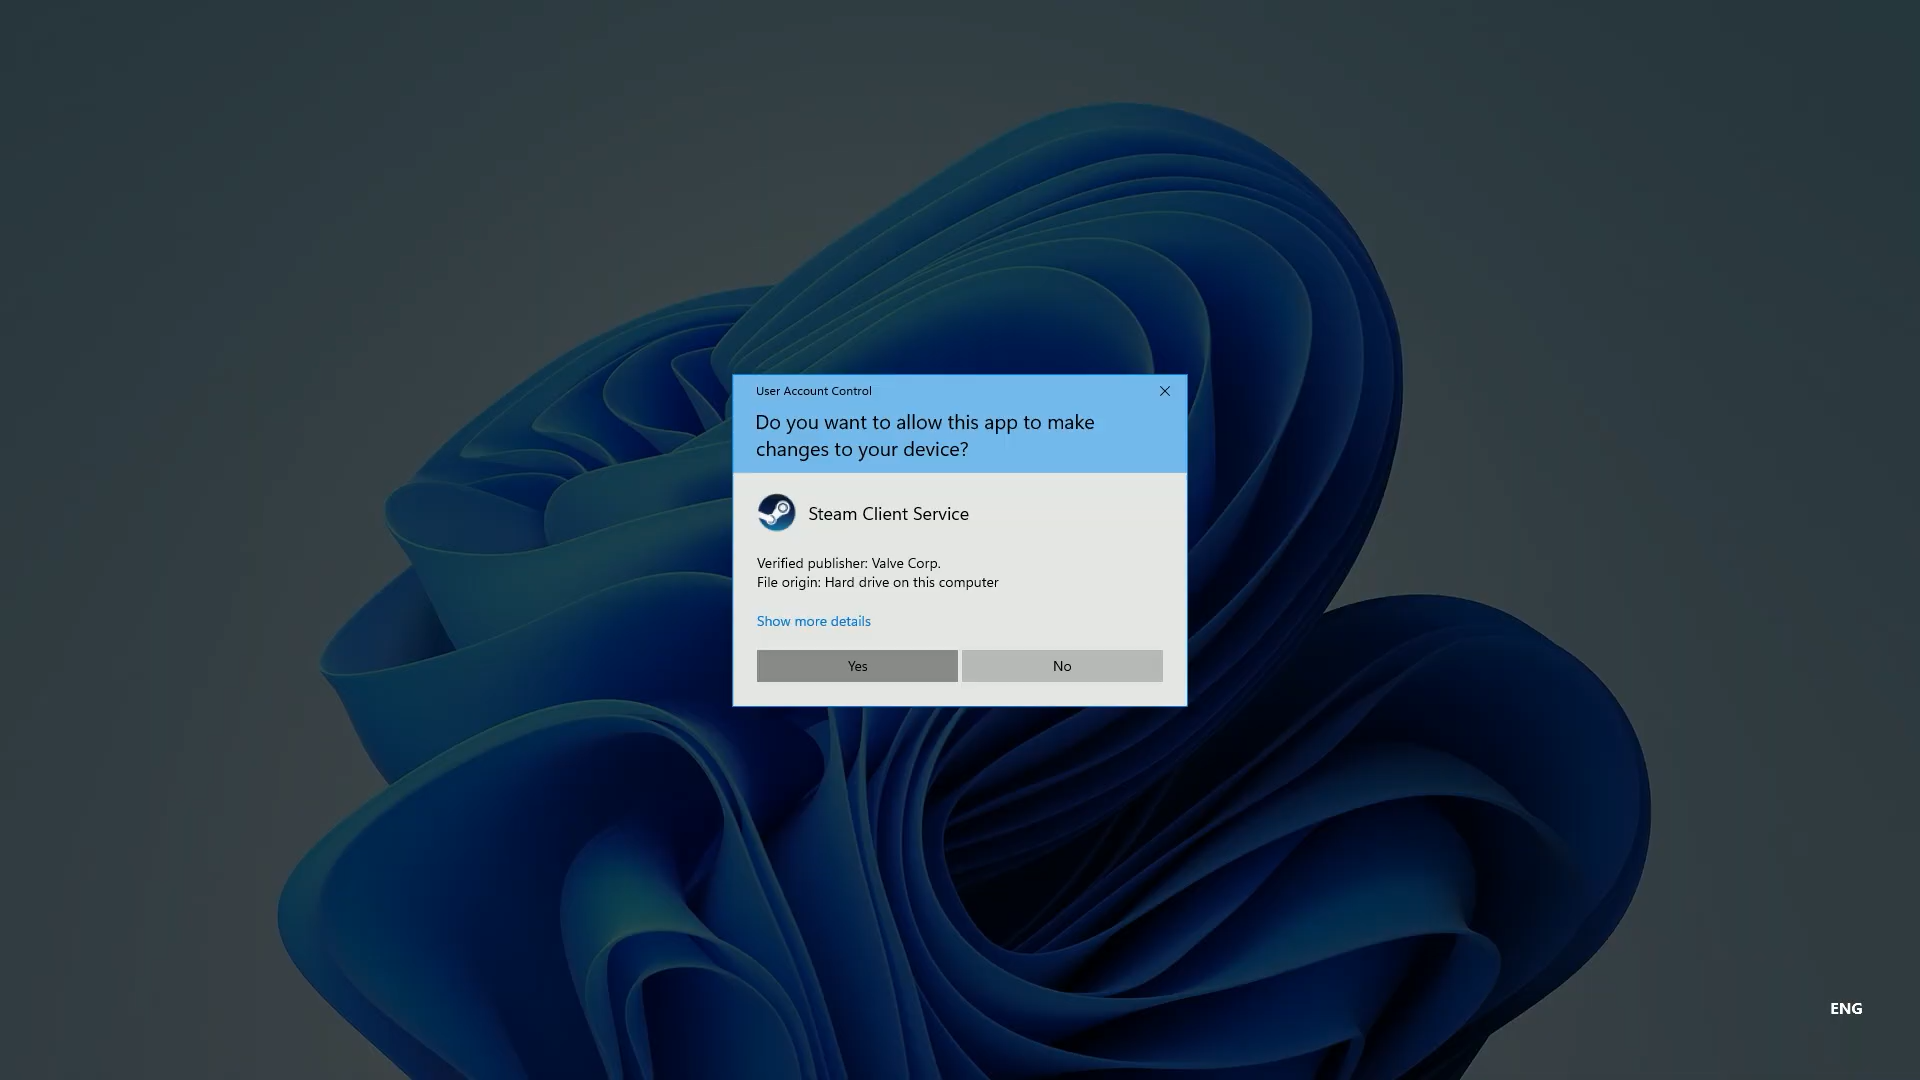 User Account Control
Do you want to allow this app to make
changes to your device?
Steam Client Service
Verified publisher: Valve Corp.
File origin: Hard drive on this computer
Show more details
Yes
No
ENG